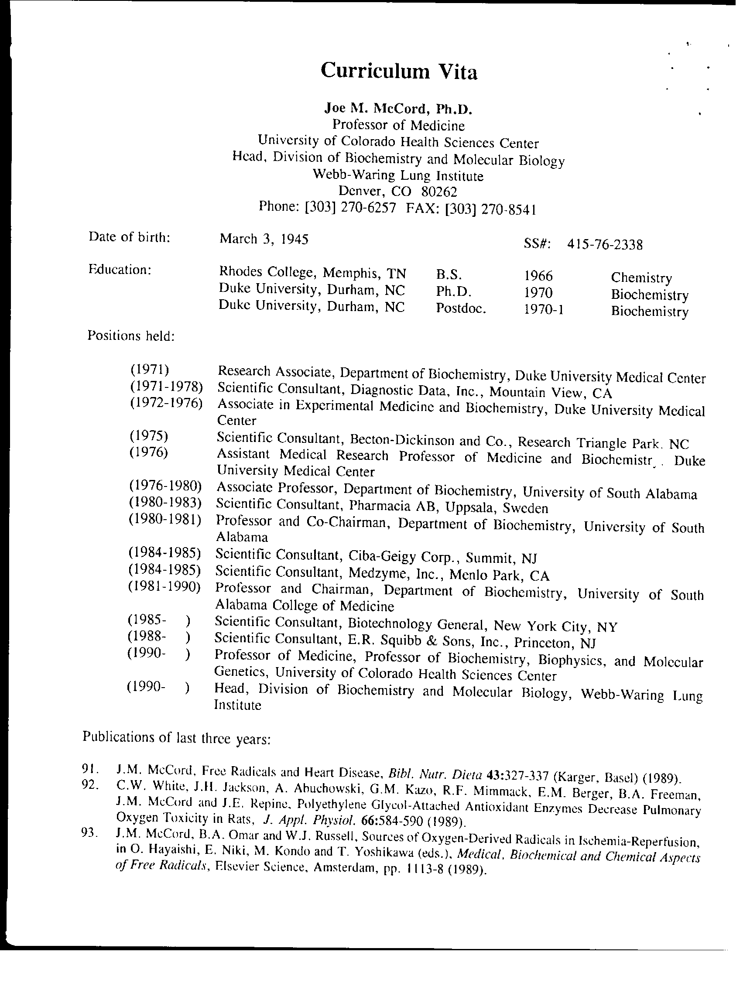 Curriculum Vita
Joe M. McCord, Ph.D.
Professor of Medicine
University of Colorado Health Sciences Center
Head, Division of Biochemistry and Molecular Biology
Webb-Waring Lung Institute
Denver, CO 80262
Phone: [303] 270-6257 FAX: [303] 270-8541
Date of birth: March 3, 1945 SS#: 415-76-2338
Education: Rhodes College, Memphis, TN B.S. 1966 Chemistry
Duke University, Durham, NC Ph.D. 1970 Biochemistry
Duke University, Durham, NC Postdoc. 1970-1 Biochemistry
Positions held:
(1971) Research Associate, Department of Biochemistry, Duke University Medical Center
(1971-1978) Scientific Consultant, Diagnostic Data, Inc., Mountain View, CA
(1972-1976) Associate in Experimental Medicine and Biochemistry, Duke University Medical
Center
(1975) Scientific Consultant, Becton-Dickinson and Co., Research Triangle Park. NC
(1976) Assistant Medical Research Professor of Medicine and Biochemistr . Duke
University Medical Center
(1976-1980) Associate Professor, Department of Biochemistry, University of South Alabama
(1980-1983) Scientific Consultant, Pharmacia AB, Uppsala, Sweden
(1980-1981) Professor and Co-Chairman, Department of Biochemistry, University of South
Alabama
(1984-1985) Scientific Consultant, Ciba-Geigy Corp., Summit, NJ
(1984-1985) Scientific Consultant, Medzyme, Inc., Menlo Park, CA
(1981-1990) Professor and Chairman, Department of Biochemistry, University of South
Alabama College of Medicine
(1985- ) Scientific Consultant, Biotechnology General, New York City, NY
(1988- ) Scientific Consultant, E.R. Squibb & Sons, Inc., Princeton, NJ
(1990- ) Professor of Medicine, Professor of Biochemistry, Biophysics, and Molecular
Genetics, University of Colorado Health Sciences Center
(1990- ) Head, Division of Biochemistry and Molecular Biology, Webb-Waring Lung
Institute
Publications of last three years:
91. J.M. McCord, Free Radicals and Heart Disease, Bibl. Nutr. Dieta 43:327-337 (Karger, Basel) (1989).
92. C.W. White, J.H. Jackson, A. Abuchowski, G.M. Kazo, R.F. Mimmack, E.M. Berger, B.A. Freeman,
J.M. McCord and J.E. Repine, Polyethylene Glycol-Attached Antioxidant Enzymes Decrease Pulmonary
Oxygen Toxicity in Rats, J. Appl. Physiol. 66:584-590 (1989).
93. J.M. McCord, B.A. Omar and W.J. Russell, Sources of Oxygen-Derived Radicals in Ischemia-Reperfusion,
in O. Hayaishi, E. Niki, M. Kondo and T. Yoshikawa (eds.), Medical, Biochemical and Chemical Aspects
of Free Radicals, Elsevier Science, Amsterdam, pp. 1113-8 (1989).